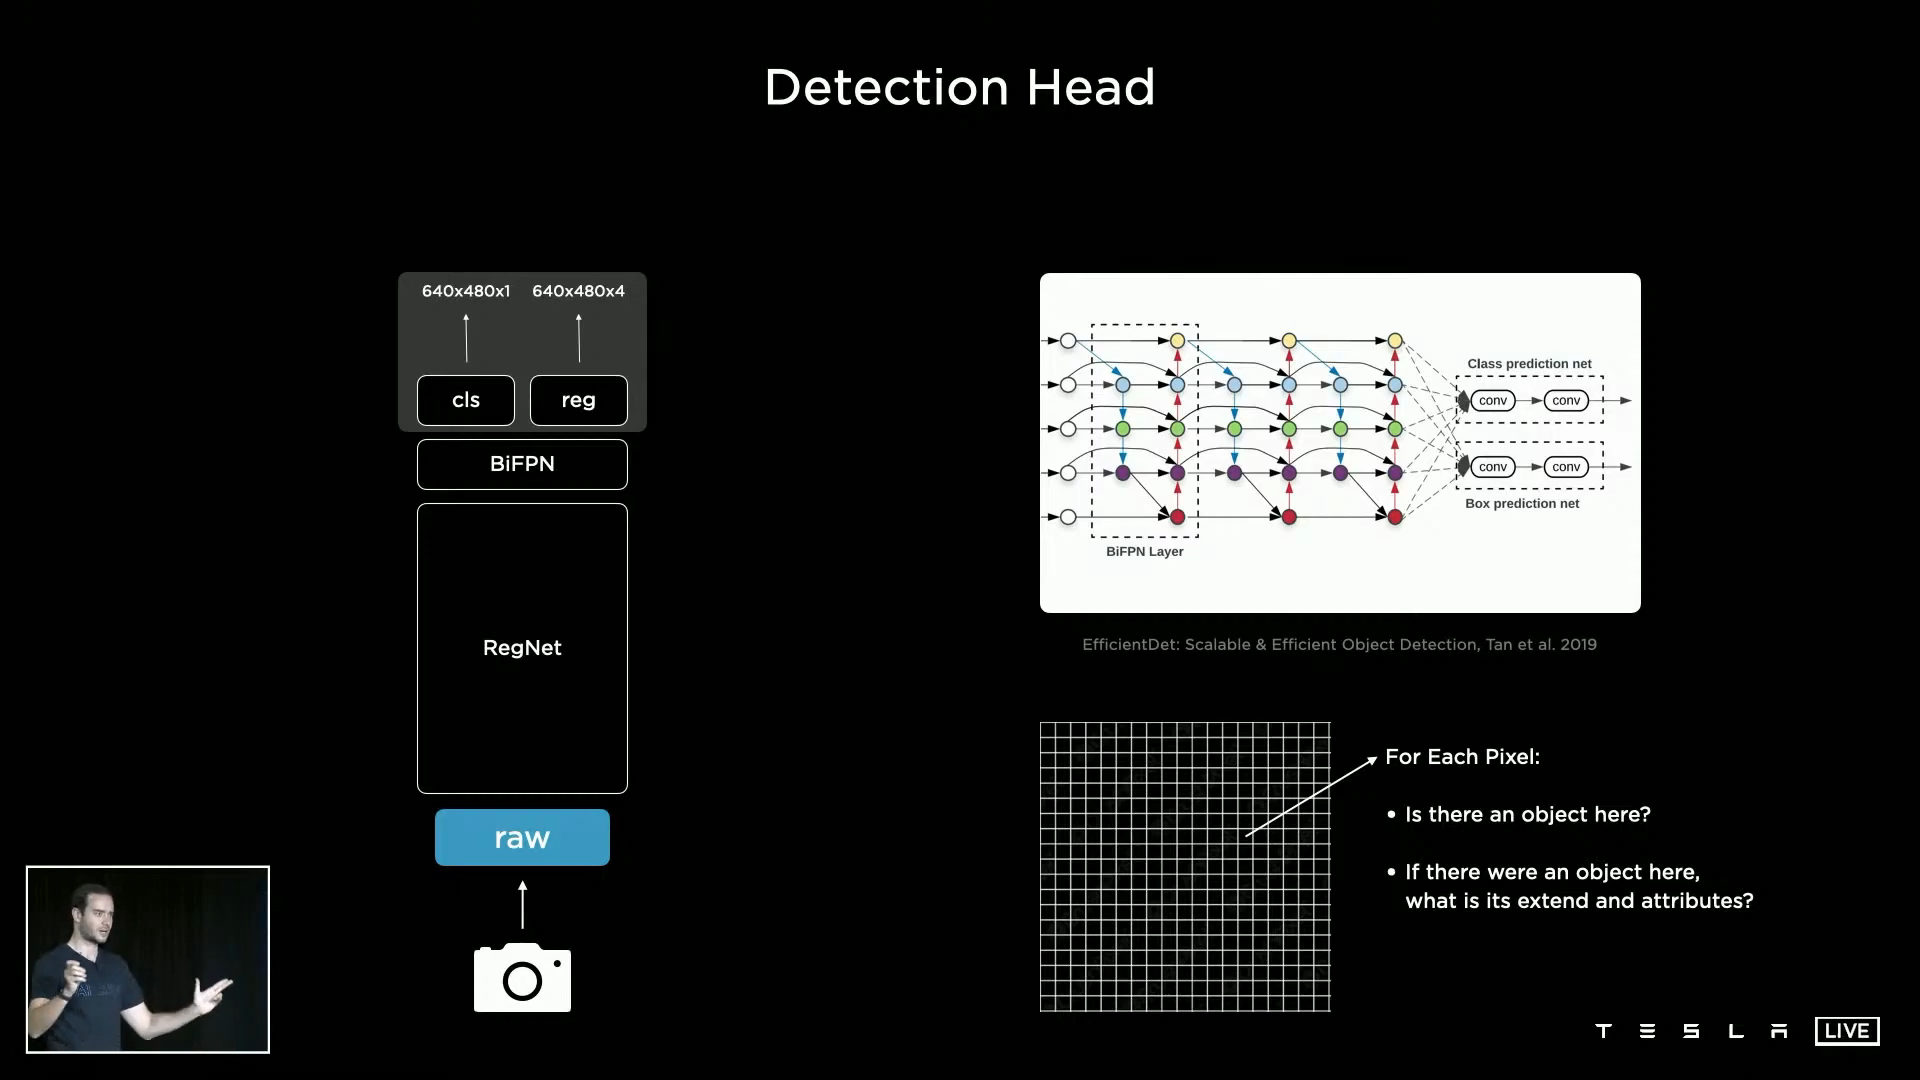 Detection Head
640x480x1 640x480x4
cls reg
BiFPN
RegNet
raw
Class prediction net
conv conv
conv conv
Box prediction net
BiFPN Layer
EfficientDet: Scalable & Efficient Object Detection, Tan et al. 2019
For Each Pixel:
• Is there an object here?
• If there were an object here,
what is its extend and attributes?
TESLA LIVE